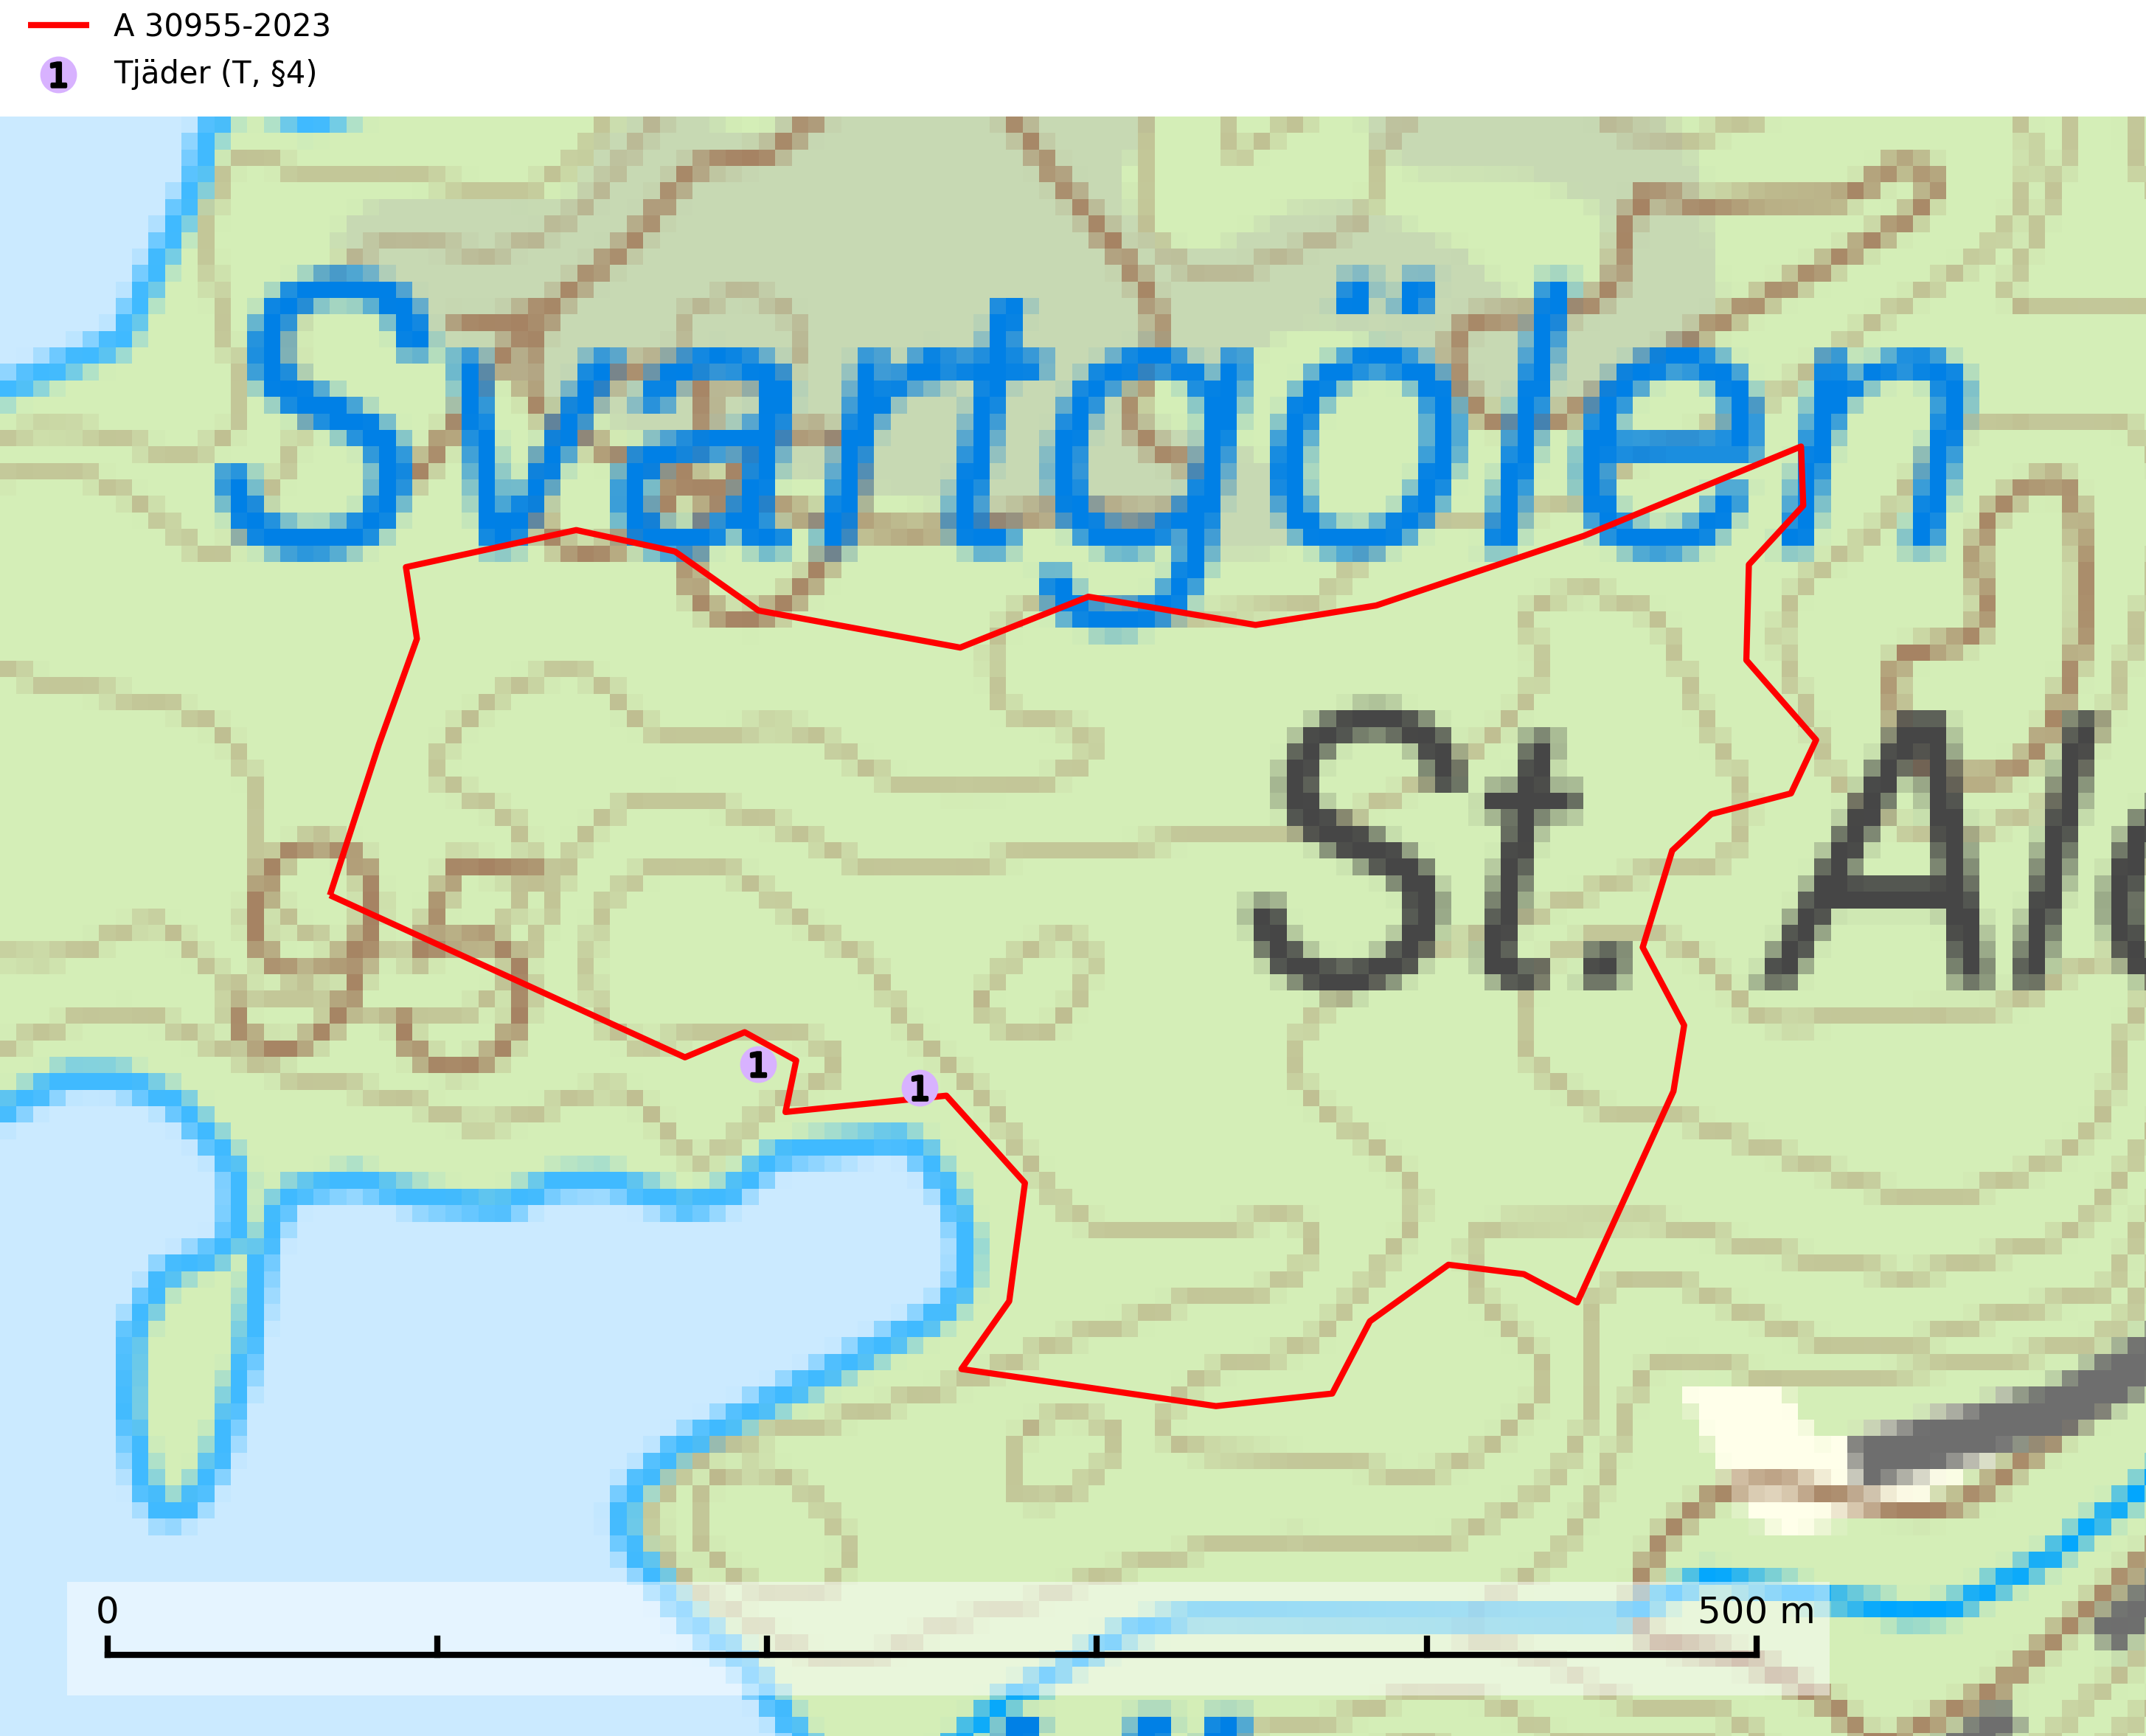 A 30955-2023
1 Tjäder (T, §4)
Svartgölen
St. Al
1
1
0 500 m